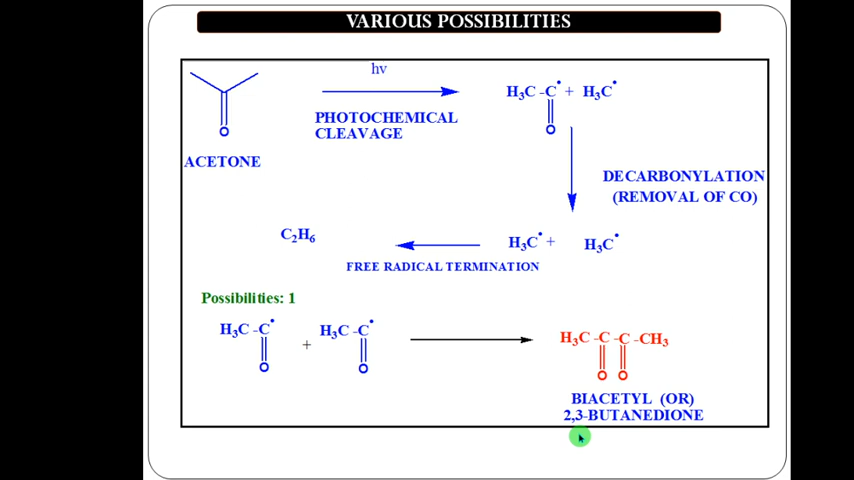 VARIOUS POSSIBILITIES
hv
H₃C -C• + H₃C•
O
O
PHOTOCHEMICAL
CLEAVAGE
ACETONE
DECARBONYLATION
(REMOVAL OF CO)
C₂H₆
H₃C• + H₃C•
FREE RADICAL TERMINATION
Possibilities: 1
H₃C -C• + H₃C -C•
O O
H₃C -C -C -CH₃
O O
BIACETYL (OR)
2,3-BUTANEDIONE